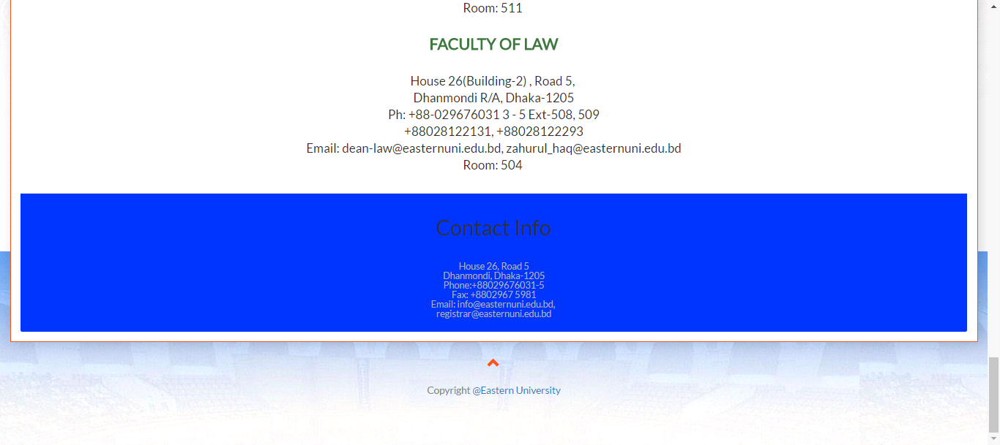 Room: 511
FACULTY OF LAW
House 26(Building-2) , Road 5,
Dhanmondi R/A, Dhaka-1205
Ph: +88-029676031 3 - 5 Ext-508, 509
+88028122131, +88028122293
Email: dean-law@easternuni.edu.bd, zahurul_haq@easternuni.edu.bd
Room: 504
Contact Info
House 26, Road 5
Dhanmondi, Dhaka-1205
Phone:+88029676031-5
Fax: +8802967 5981
Email: info@easternuni.edu.bd,
registrar@easternuni.edu.bd
Copyright @Eastern University